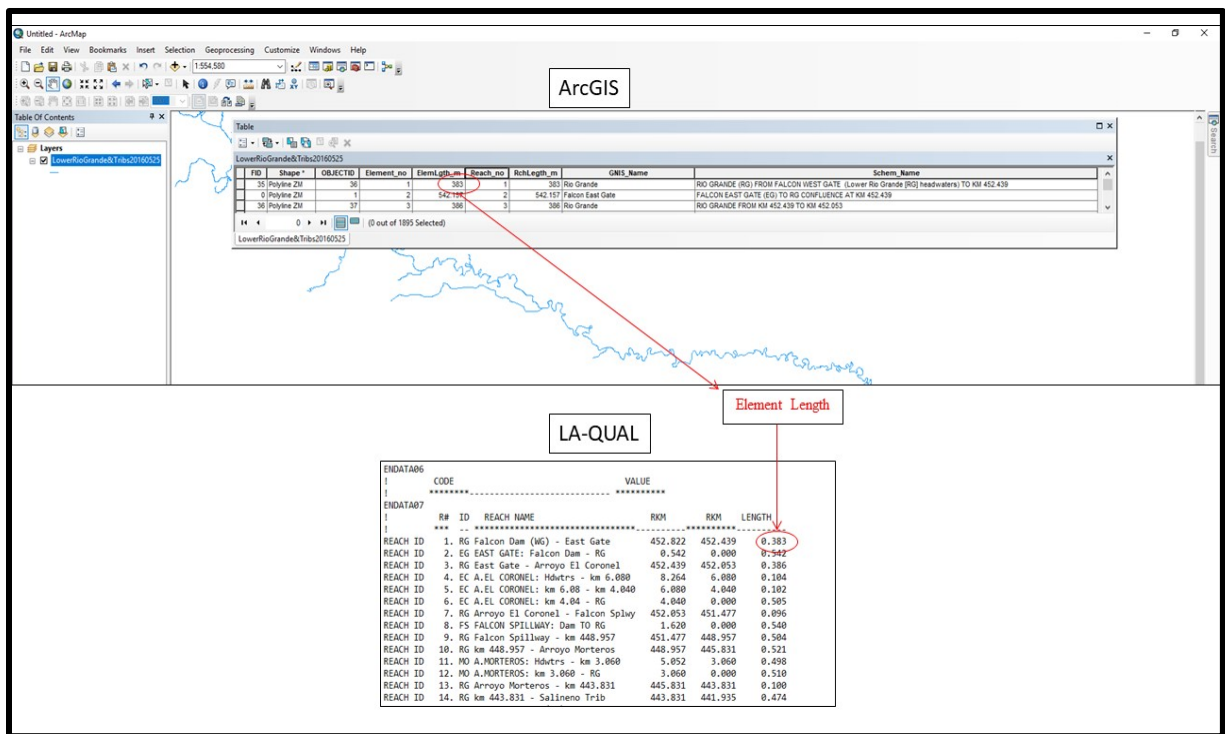 Untitled - ArcMap
File Edit View Bookmarks Insert Selection Geoprocessing Customize Windows Help
1:554,580
ArcGIS
Table Of Contents
Layers
LowerRioGrande&Tribs20160525
Search
Table
LowerRioGrande&Tribs20160525
FID Shape * OBJECTID Element_no ElemLgth_m Reach_no RchLegth_m GNIS_Name Schem_Name
35 Polyline ZM 36 1 383 1 383 Rio Grande RIO GRANDE (RG) FROM FALCON WEST GATE (Lower Rio Grande [RG] headwaters) TO KM 452.439
0 Polyline ZM 1 2 542.157 2 542.157 Falcon East Gate FALCON EAST GATE (EG) TO RG CONFLUENCE AT KM 452.439
36 Polyline ZM 37 3 386 3 386 Rio Grande RIO GRANDE FROM KM 452.439 TO KM 452.053
0 (0 out of 1895 Selected)
LowerRioGrande&Tribs20160525
Element Length
LA-QUAL
ENDATA06
! CODE VALUE
! ********---------------------------- **********
ENDATA07
! R# ID REACH NAME RKM RKM LENGTH
! *** -- *********************************----------**********----------
REACH ID 1. RG Falcon Dam (WG) - East Gate 452.822 452.439 0.383
REACH ID 2. EG EAST GATE: Falcon Dam - RG 0.542 0.000 0.542
REACH ID 3. RG East Gate - Arroyo El Coronel 452.439 452.053 0.386
REACH ID 4. EC A.EL CORONEL: Hdwtrs - km 6.080 8.264 6.080 0.104
REACH ID 5. EC A.EL CORONEL: km 6.08 - km 4.040 6.080 4.040 0.102
REACH ID 6. EC A.EL CORONEL: km 4.04 - RG 4.040 0.000 0.505
REACH ID 7. RG Arroyo El Coronel - Falcon Splwy 452.053 451.477 0.096
REACH ID 8. FS FALCON SPILLWAY: Dam TO RG 1.620 0.000 0.540
REACH ID 9. RG Falcon Spillway - km 448.957 451.477 448.957 0.504
REACH ID 10. RG km 448.957 - Arroyo Morteros 448.957 445.831 0.521
REACH ID 11. MO A.MORTEROS: Hdwtrs - km 3.060 5.052 3.060 0.498
REACH ID 12. MO A.MORTEROS: km 3.060 - RG 3.060 0.000 0.510
REACH ID 13. RG Arroyo Morteros - km 443.831 445.831 443.831 0.100
REACH ID 14. RG km 443.831 - Salineno Trib 443.831 441.935 0.474